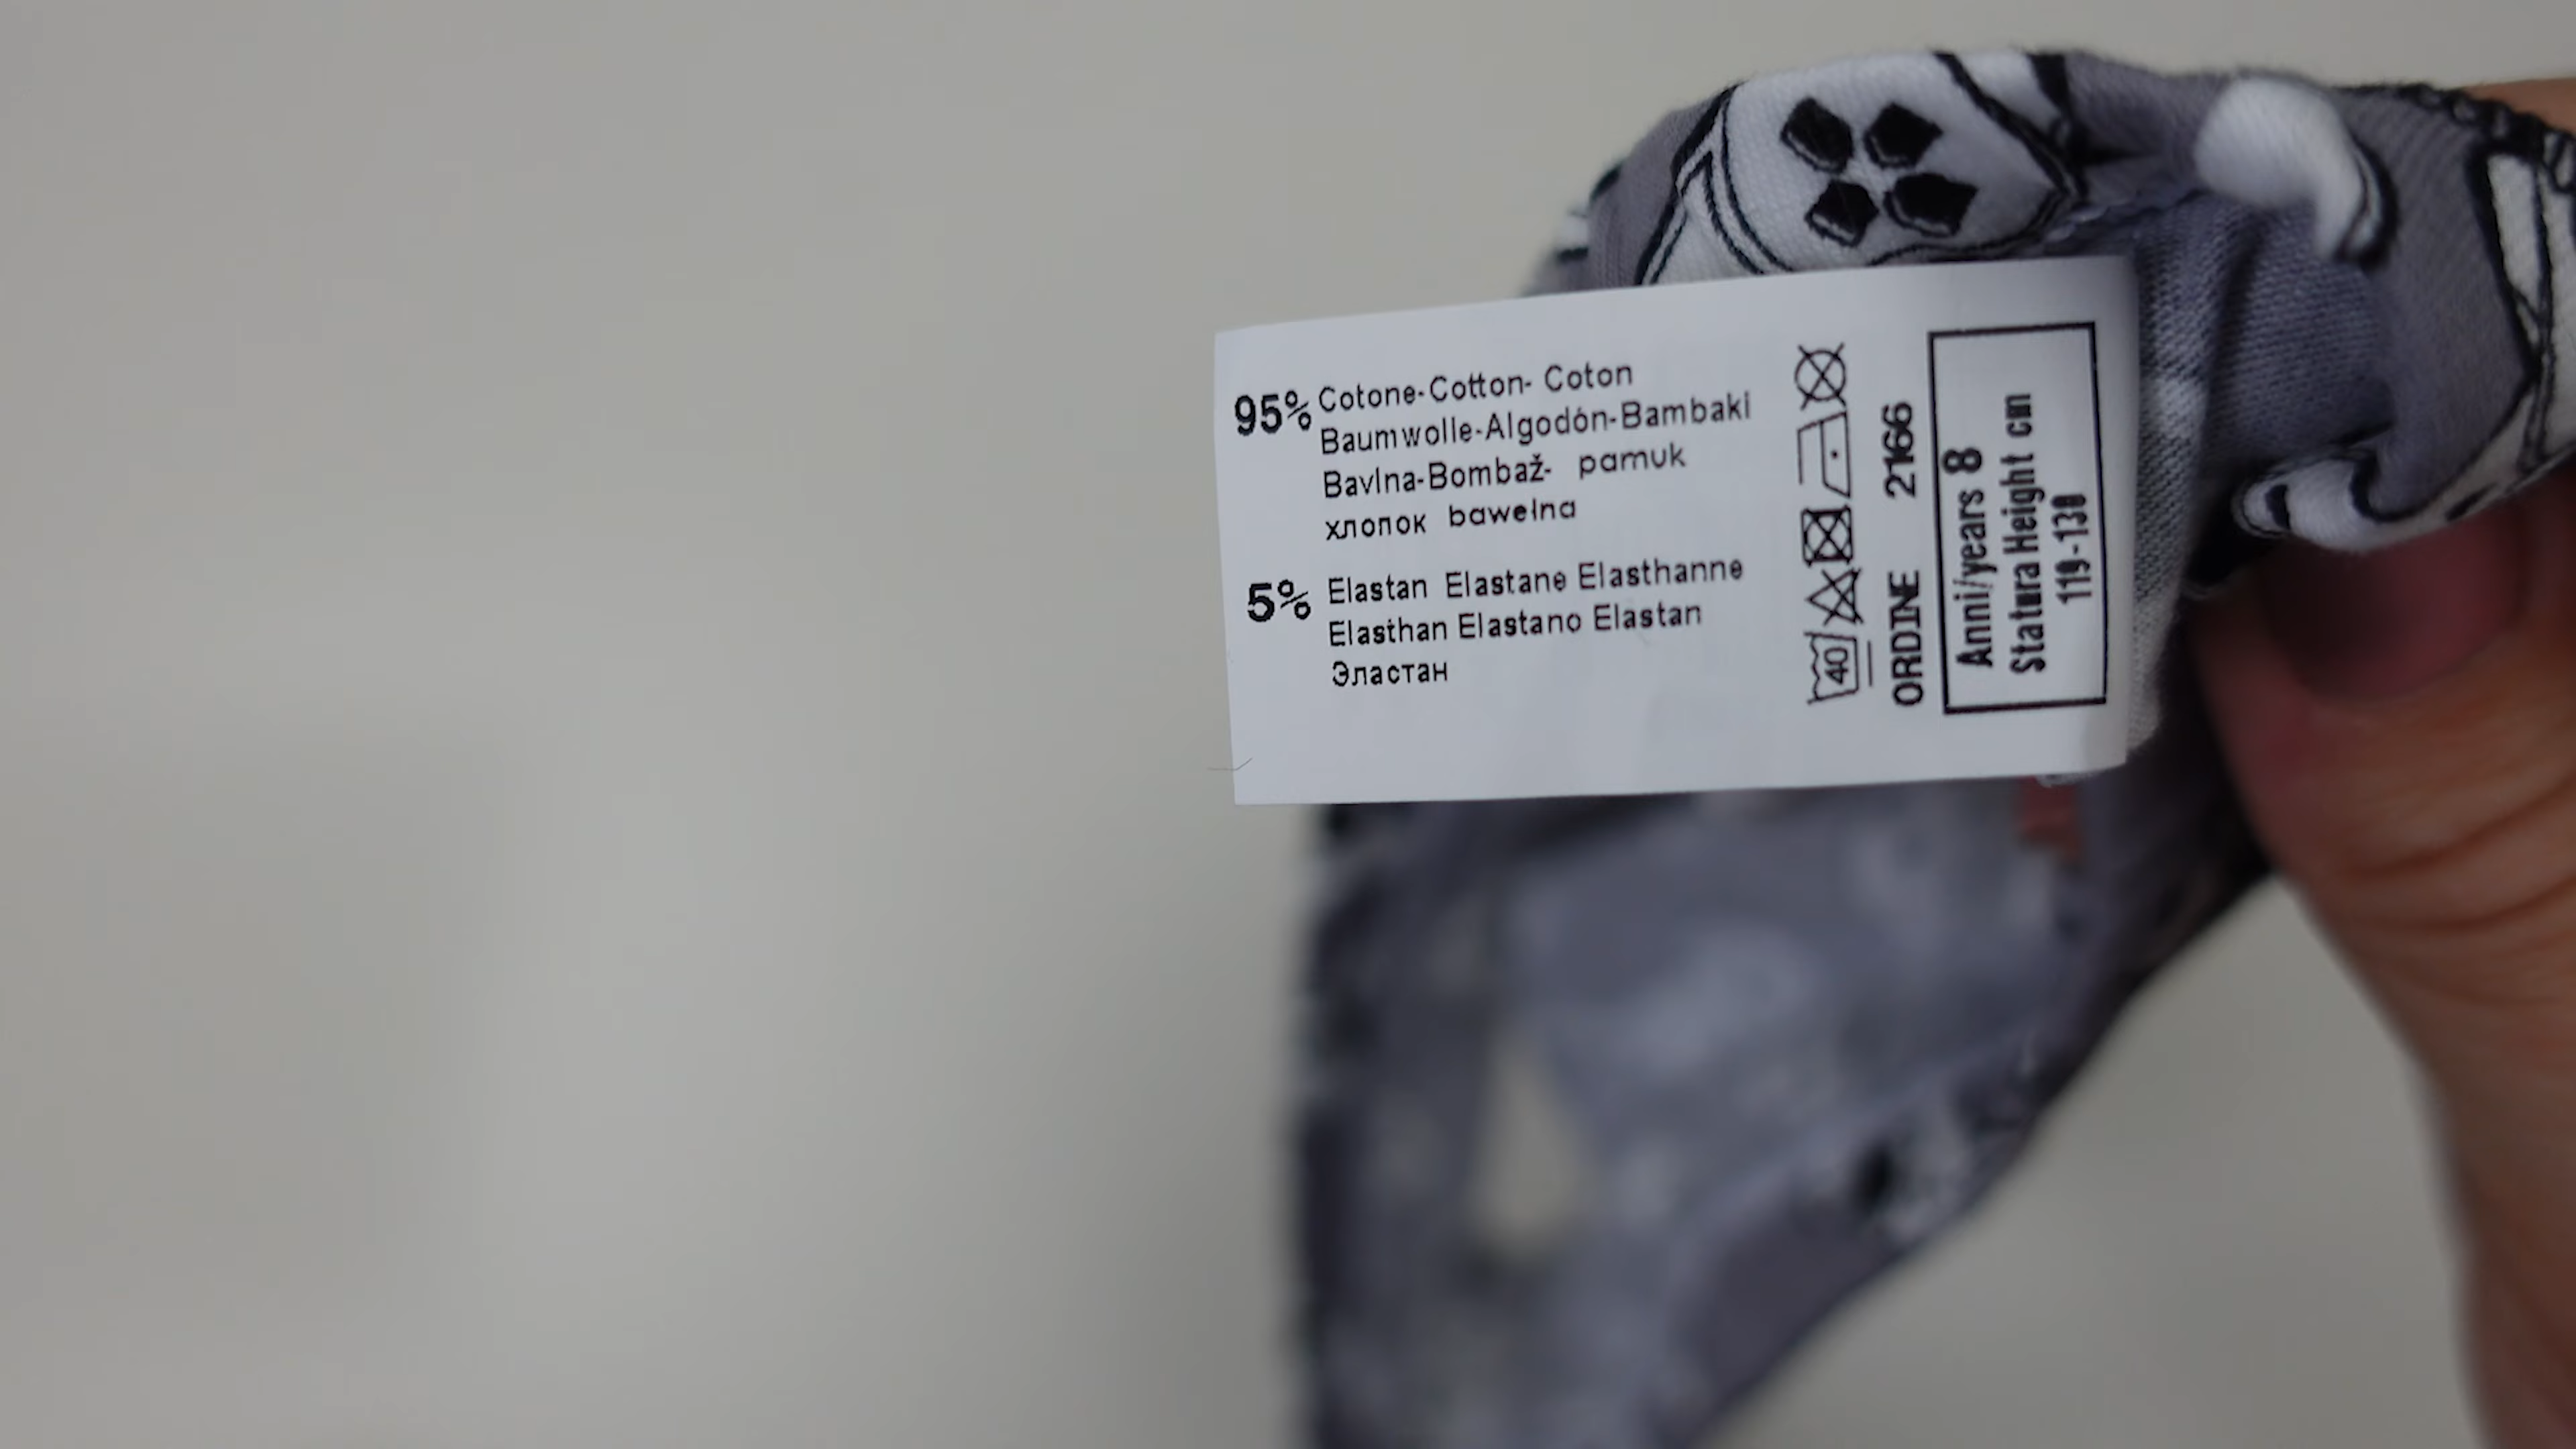 95% Cotone-Cotton- Coton
Baumwolle-Algodón-Bambaki
Bavlna-Bombaž- pamuk
хлопок bawełna
5% Elastan Elastane Elasthanne
Elasthan Elastano Elastan
Эластан
40
ORDINE 2166
Anni/years 8
Statura Height cm
119-130